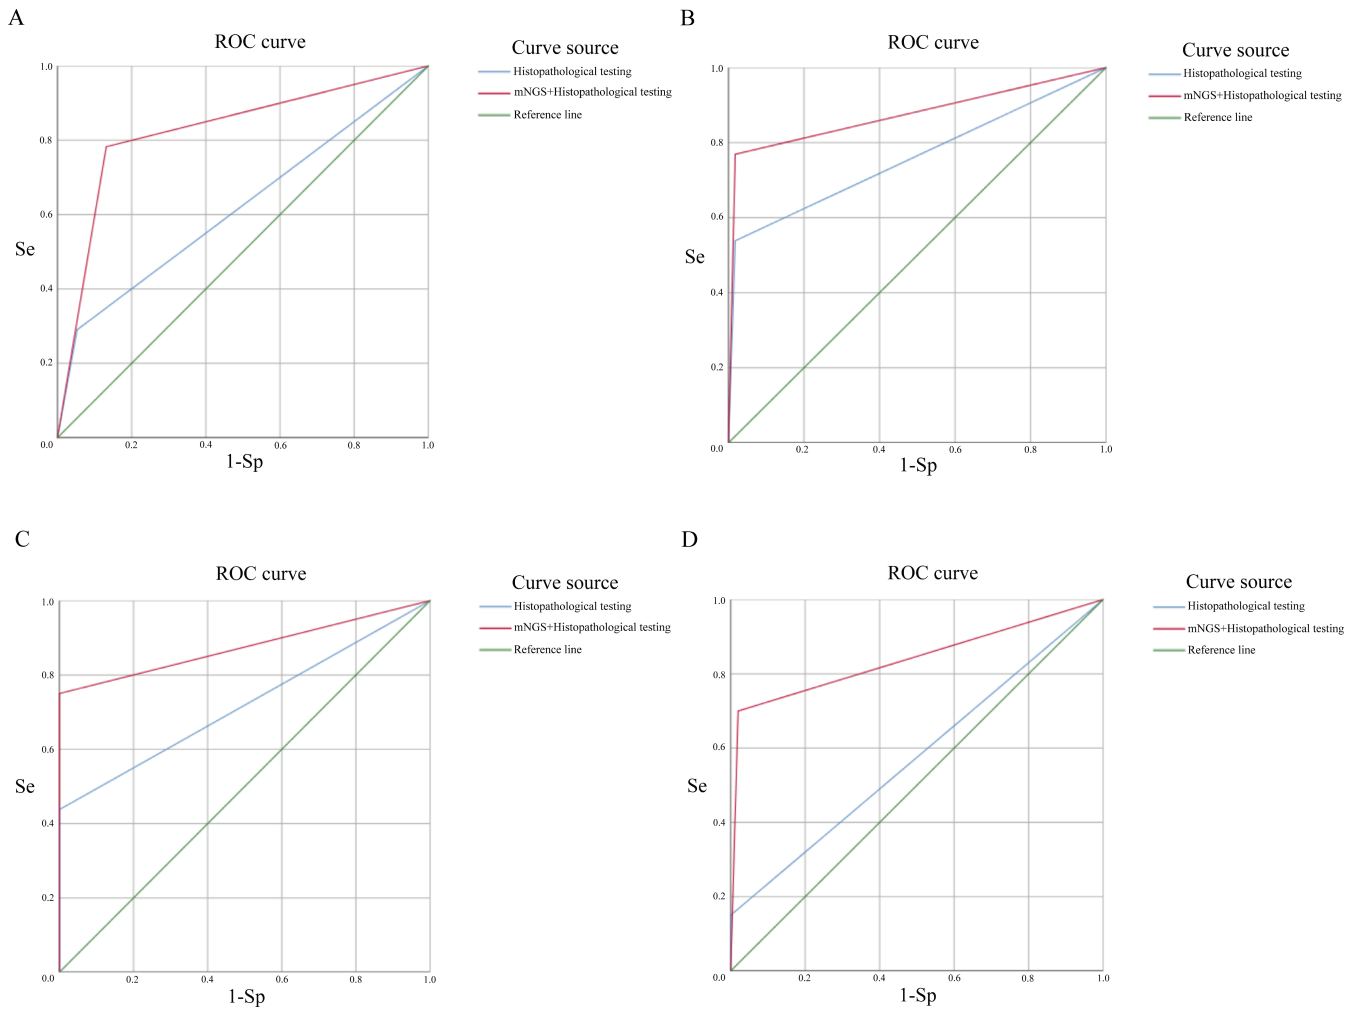 A
ROC curve
Curve source
Histopathological testing
mNGS+Histopathological testing
Reference line
1.0
0.8
0.6
Se
0.4
0.2
0.0
0.2
0.4
0.6
0.8
1.0
1-Sp
B
ROC curve
Curve source
Histopathological testing
mNGS+Histopathological testing
Reference line
1.0
0.8
0.6
Se
0.4
0.2
0.0
0.2
0.4
0.6
0.8
1.0
1-Sp
C
ROC curve
Curve source
Histopathological testing
mNGS+Histopathological testing
Reference line
1.0
0.8
0.6
Se
0.4
0.2
0.0
0.2
0.4
0.6
0.8
1.0
1-Sp
D
ROC curve
Curve source
Histopathological testing
mNGS+Histopathological testing
Reference line
1.0
0.8
0.6
Se
0.4
0.2
0.0
0.2
0.4
0.6
0.8
1.0
1-Sp